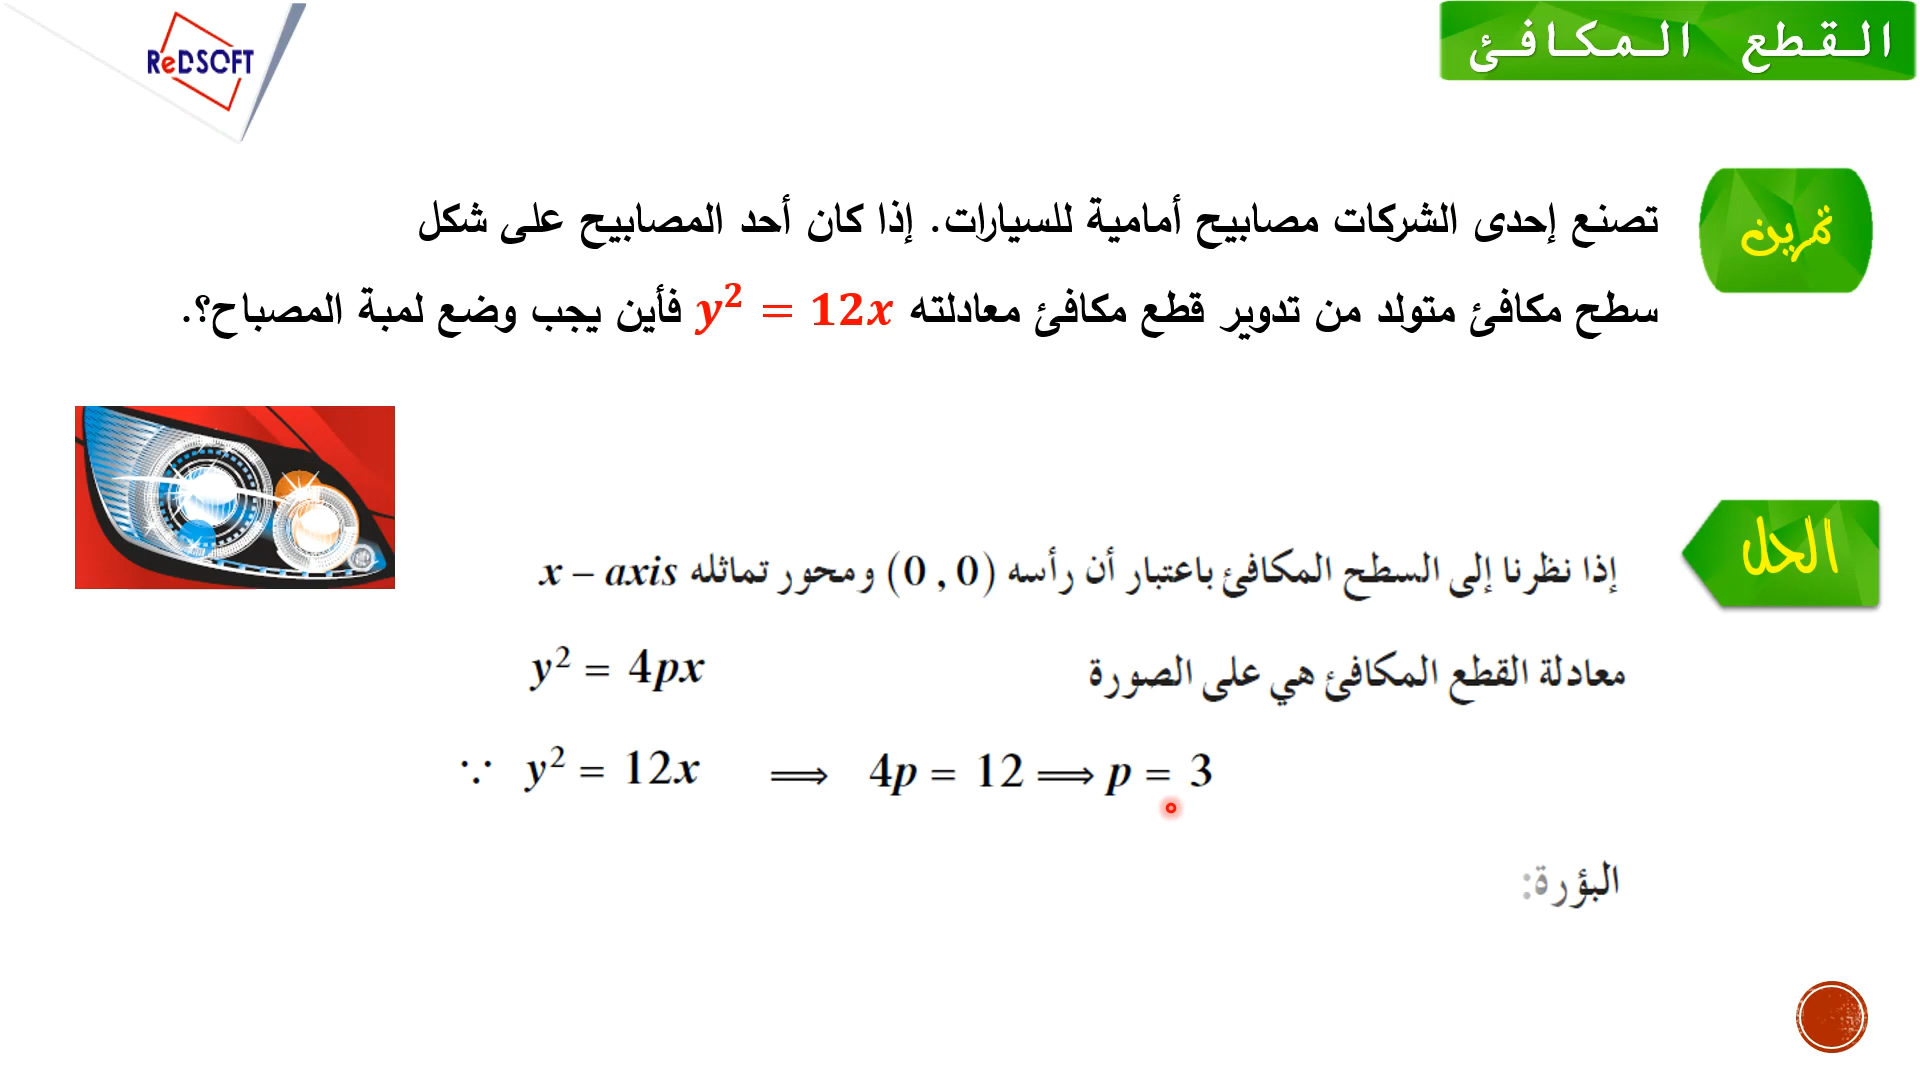 ReDSOFT
القطع المكافئ
تمرين
تصنع إحدى الشركات مصابيح أمامية للسيارات. إذا كان أحد المصابيح على شكل
سطح مكافئ متولد من تدوير قطع مكافئ معادلته y² = 12x فأين يجب وضع لمبة المصباح؟.
الحل
إذا نظرنا إلى السطح المكافئ باعتبار أن رأسه (0 , 0) ومحور تماثله x – axis
معادلة القطع المكافئ هي على الصورة y² = 4px
∵ y² = 12x ⟹ 4p = 12 ⟹ p = 3
البؤرة: